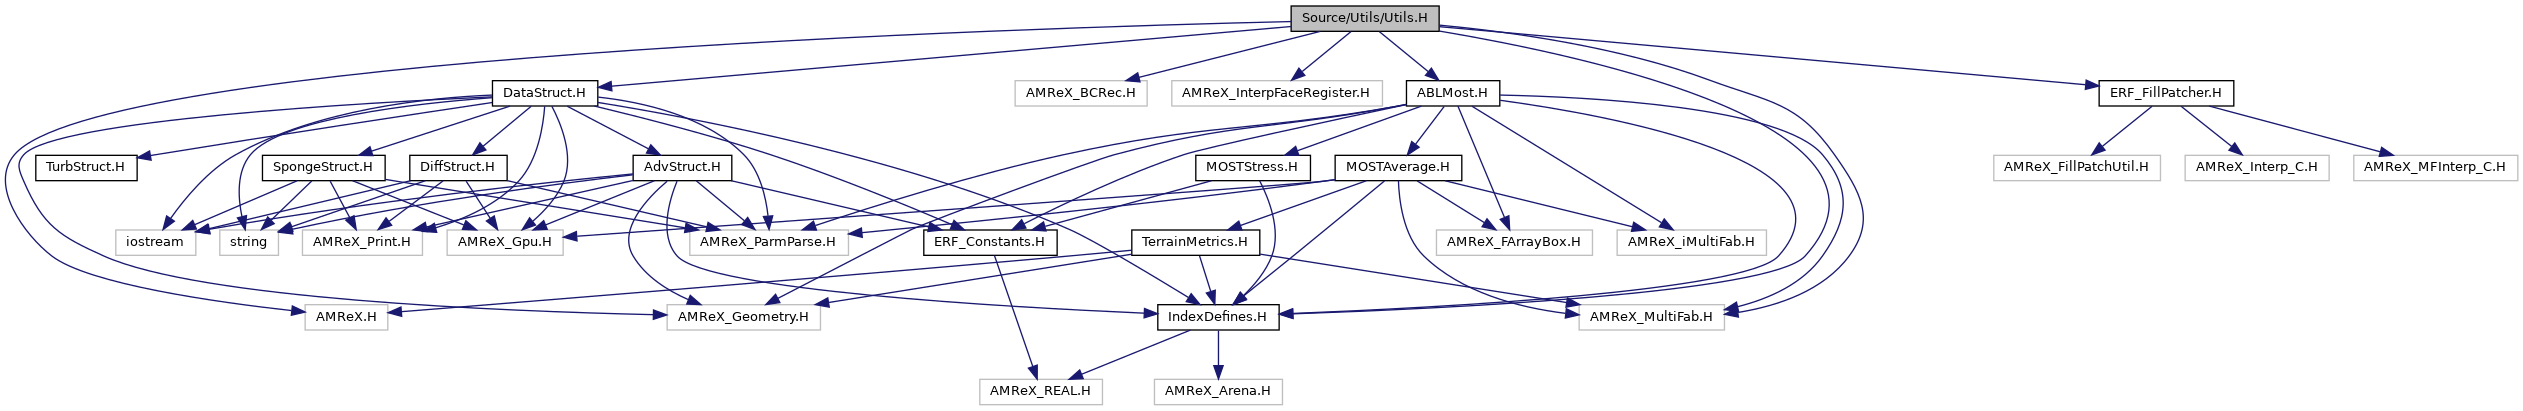 Source/Utils/Utils.H
DataStruct.H
AMReX_BCRec.H
AMReX_InterpFaceRegister.H
ABLMost.H
ERF_FillPatcher.H
TurbStruct.H
SpongeStruct.H
DiffStruct.H
AdvStruct.H
MOSTStress.H
MOSTAverage.H
AMReX_FillPatchUtil.H
AMReX_Interp_C.H
AMReX_MFInterp_C.H
iostream
string
AMReX_Print.H
AMReX_Gpu.H
AMReX_ParmParse.H
ERF_Constants.H
TerrainMetrics.H
AMReX_FArrayBox.H
AMReX_iMultiFab.H
AMReX.H
AMReX_Geometry.H
IndexDefines.H
AMReX_MultiFab.H
AMReX_REAL.H
AMReX_Arena.H